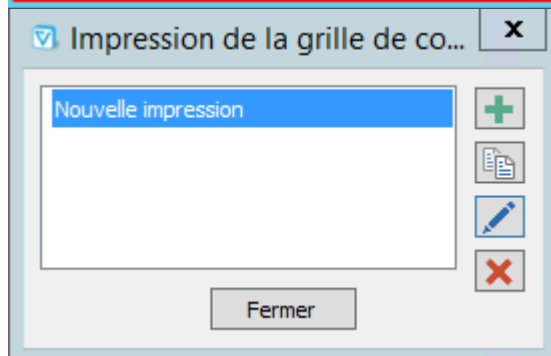 Impression de la grille de co...
x
Nouvelle impression
Fermer